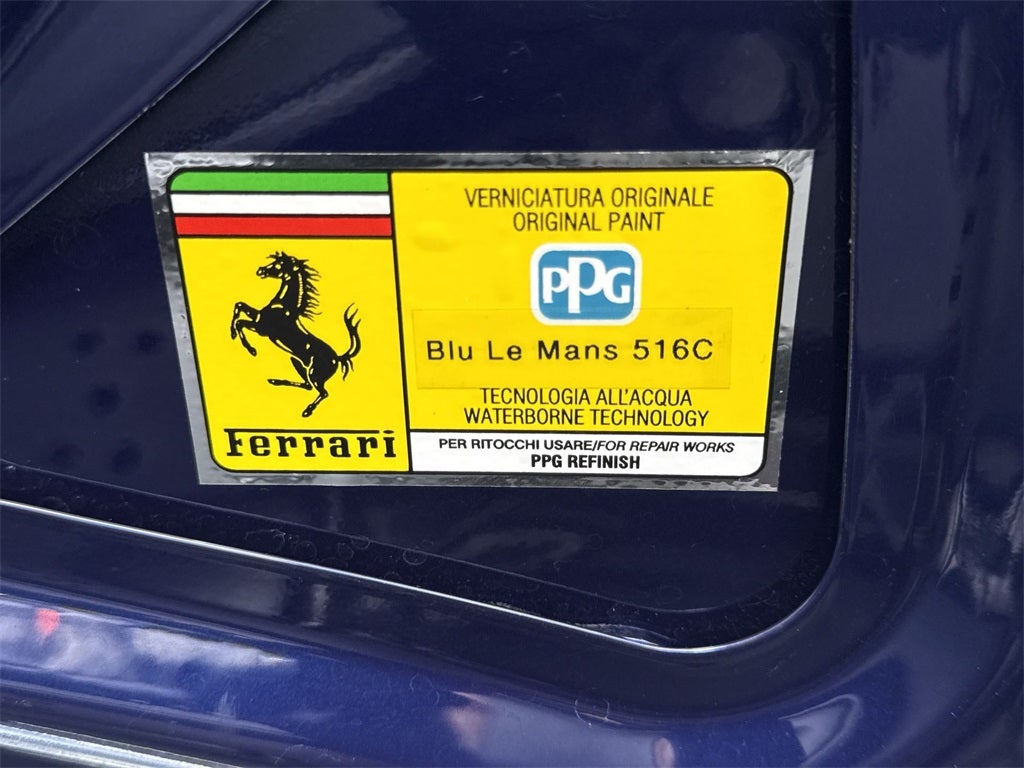 VERNICIATURA ORIGINALE
ORIGINAL PAINT
PPG
Blu Le Mans 516C
TECNOLOGIA ALL'ACQUA
WATERBORNE TECHNOLOGY
Ferrari
PER RITOCCHI USARE/FOR REPAIR WORKS
PPG REFINISH